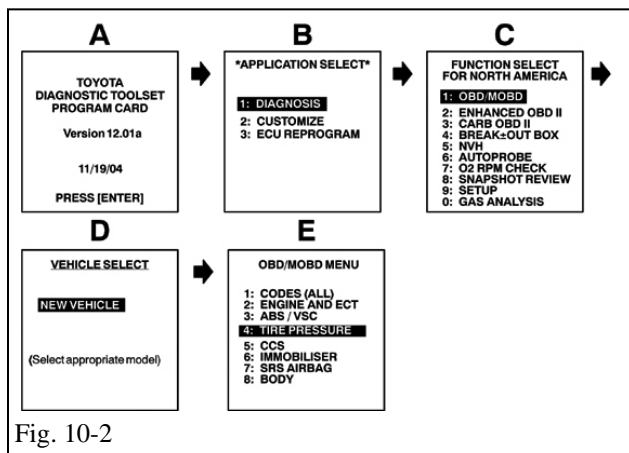 A
TOYOTA
DIAGNOSTIC TOOLSET
PROGRAM CARD
Version 12.01a
11/19/04
PRESS [ENTER]
B
*APPLICATION SELECT*
1: DIAGNOSIS
2: CUSTOMIZE
3: ECU REPROGRAM
C
FUNCTION SELECT
FOR NORTH AMERICA
1: OBD/MOBD
2: ENHANCED OBD II
3: CARB OBD II
4: BREAK±OUT BOX
5: NVH
6: AUTOPROBE
7: O2 RPM CHECK
8: SNAPSHOT REVIEW
9: SETUP
0: GAS ANALYSIS
D
VEHICLE SELECT
NEW VEHICLE
(Select appropriate model)
E
OBD/MOBD MENU
1: CODES (ALL)
2: ENGINE AND ECT
3: ABS / VSC
4: TIRE PRESSURE
5: CCS
6: IMMOBILISER
7: SRS AIRBAG
8: BODY
Fig. 10-2